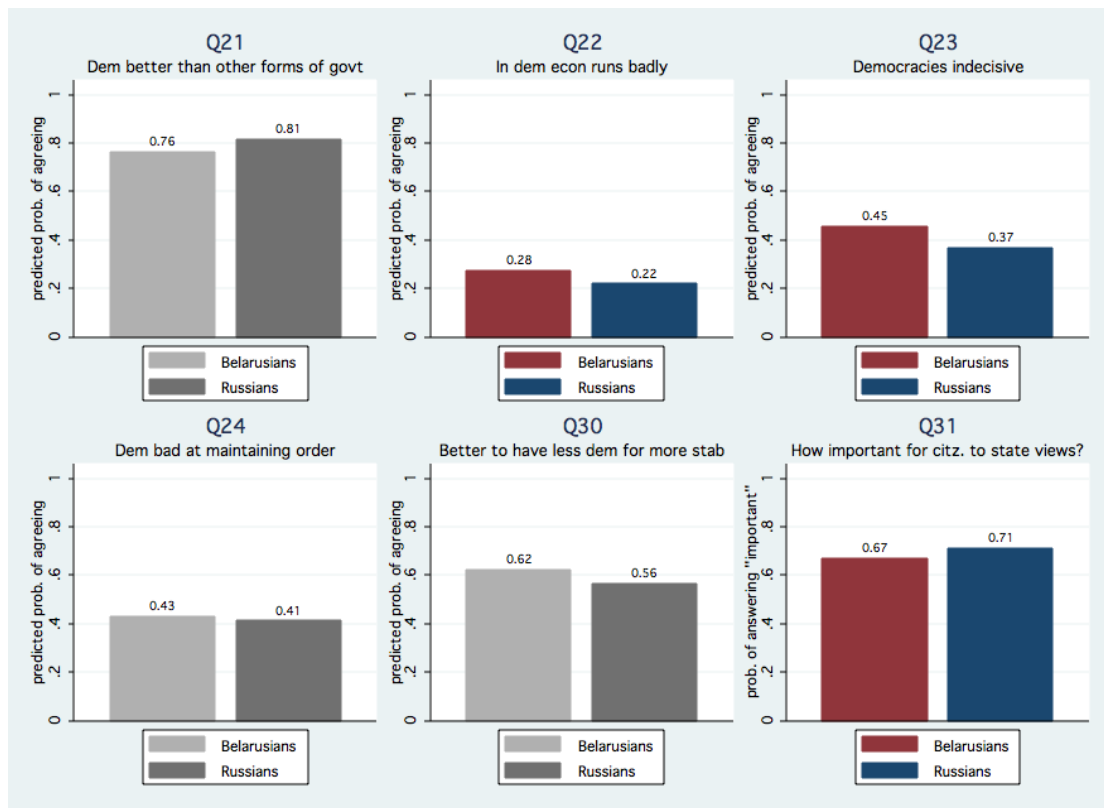 Q21
Dem better than other forms of govt
predicted prob. of agreeing
1
.8
.6
.4
.2
0
0.76
0.81
Belarusians
Russians
Q22
In dem econ runs badly
predicted prob. of agreeing
1
.8
.6
.4
.2
0
0.28
0.22
Belarusians
Russians
Q23
Democracies indecisive
predicted prob. of agreeing
1
.8
.6
.4
.2
0
0.45
0.37
Belarusians
Russians
Q24
Dem bad at maintaining order
predicted prob. of agreeing
1
.8
.6
.4
.2
0
0.43
0.41
Belarusians
Russians
Q30
Better to have less dem for more stab
predicted prob. of agreeing
1
.8
.6
.4
.2
0
0.62
0.56
Belarusians
Russians
Q31
How important for citz. to state views?
prob. of answering "important"
1
.8
.6
.4
.2
0
0.67
0.71
Belarusians
Russians